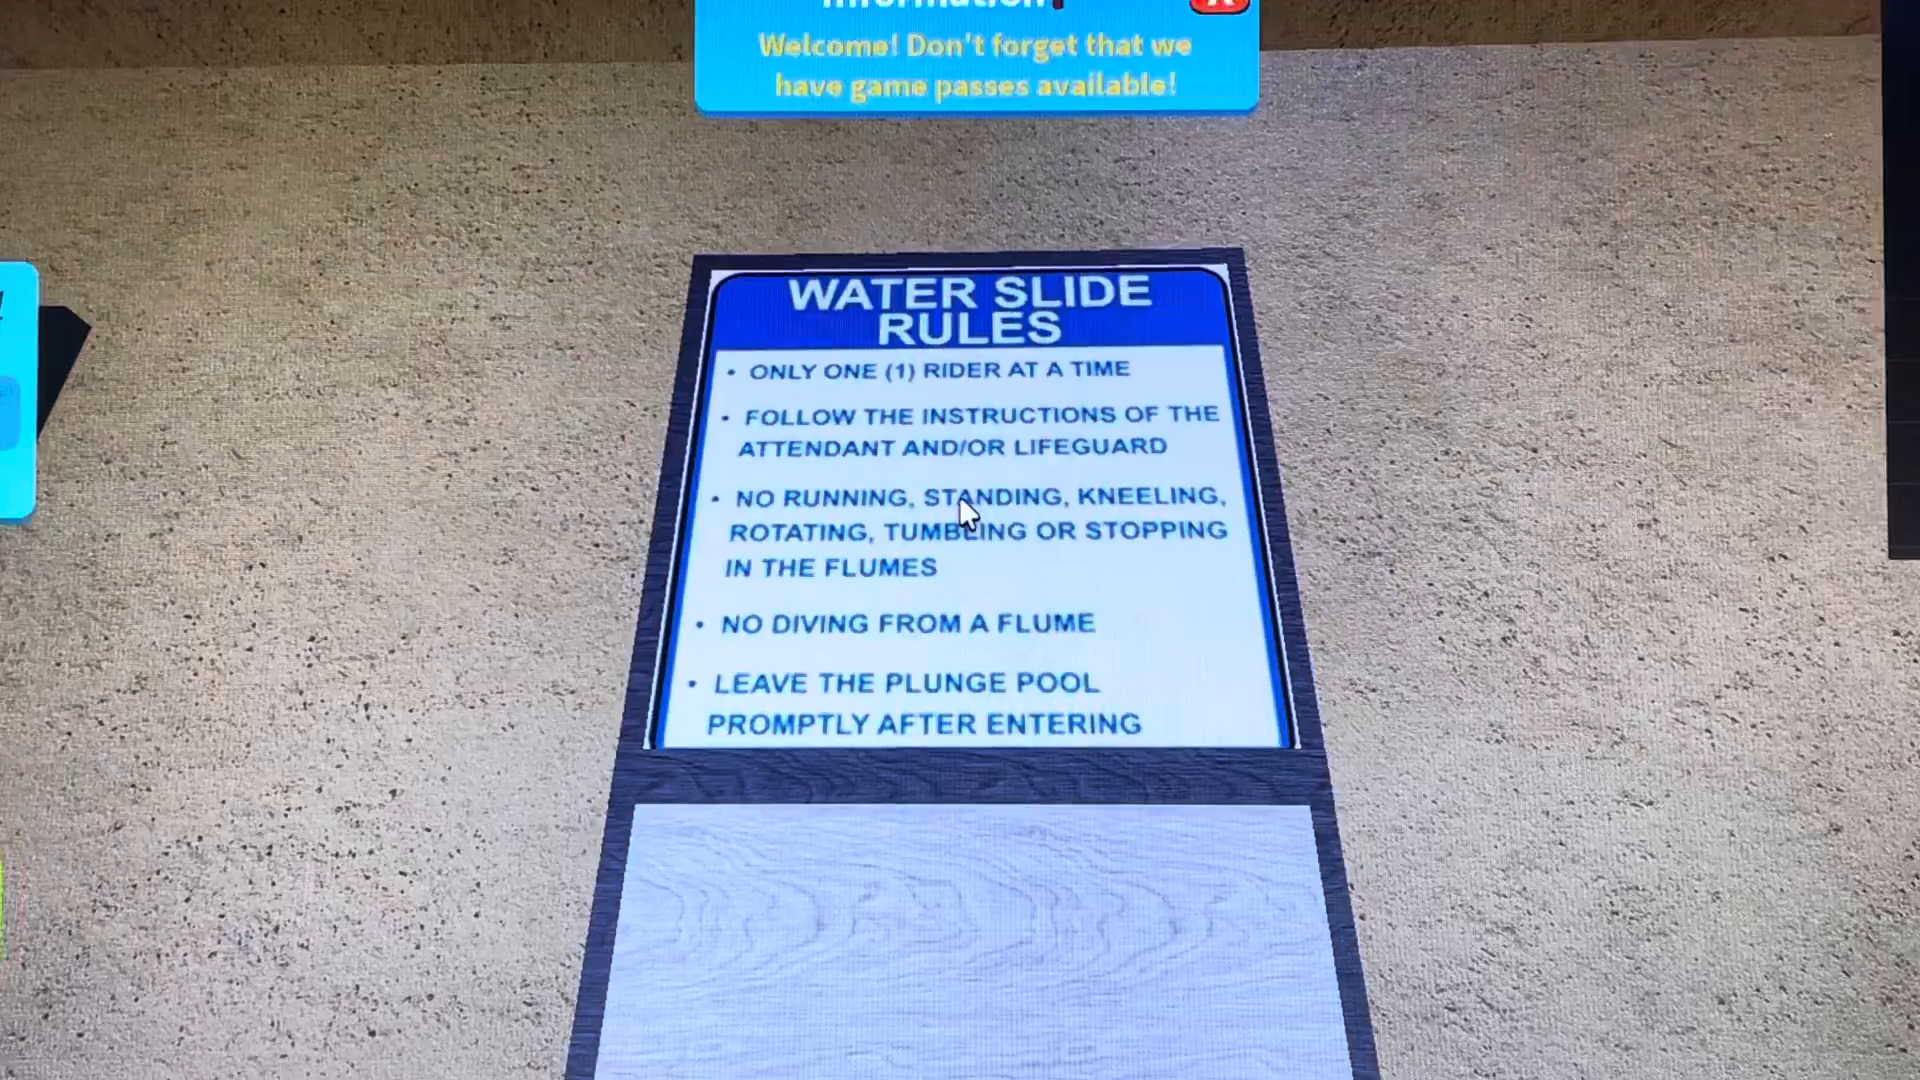 Information
Welcome! Don't forget that we
have game passes available!
WATER SLIDE
RULES
• ONLY ONE (1) RIDER AT A TIME
• FOLLOW THE INSTRUCTIONS OF THE
ATTENDANT AND/OR LIFEGUARD
• NO RUNNING, STANDING, KNEELING,
ROTATING, TUMBLING OR STOPPING
IN THE FLUMES
• NO DIVING FROM A FLUME
• LEAVE THE PLUNGE POOL
PROMPTLY AFTER ENTERING